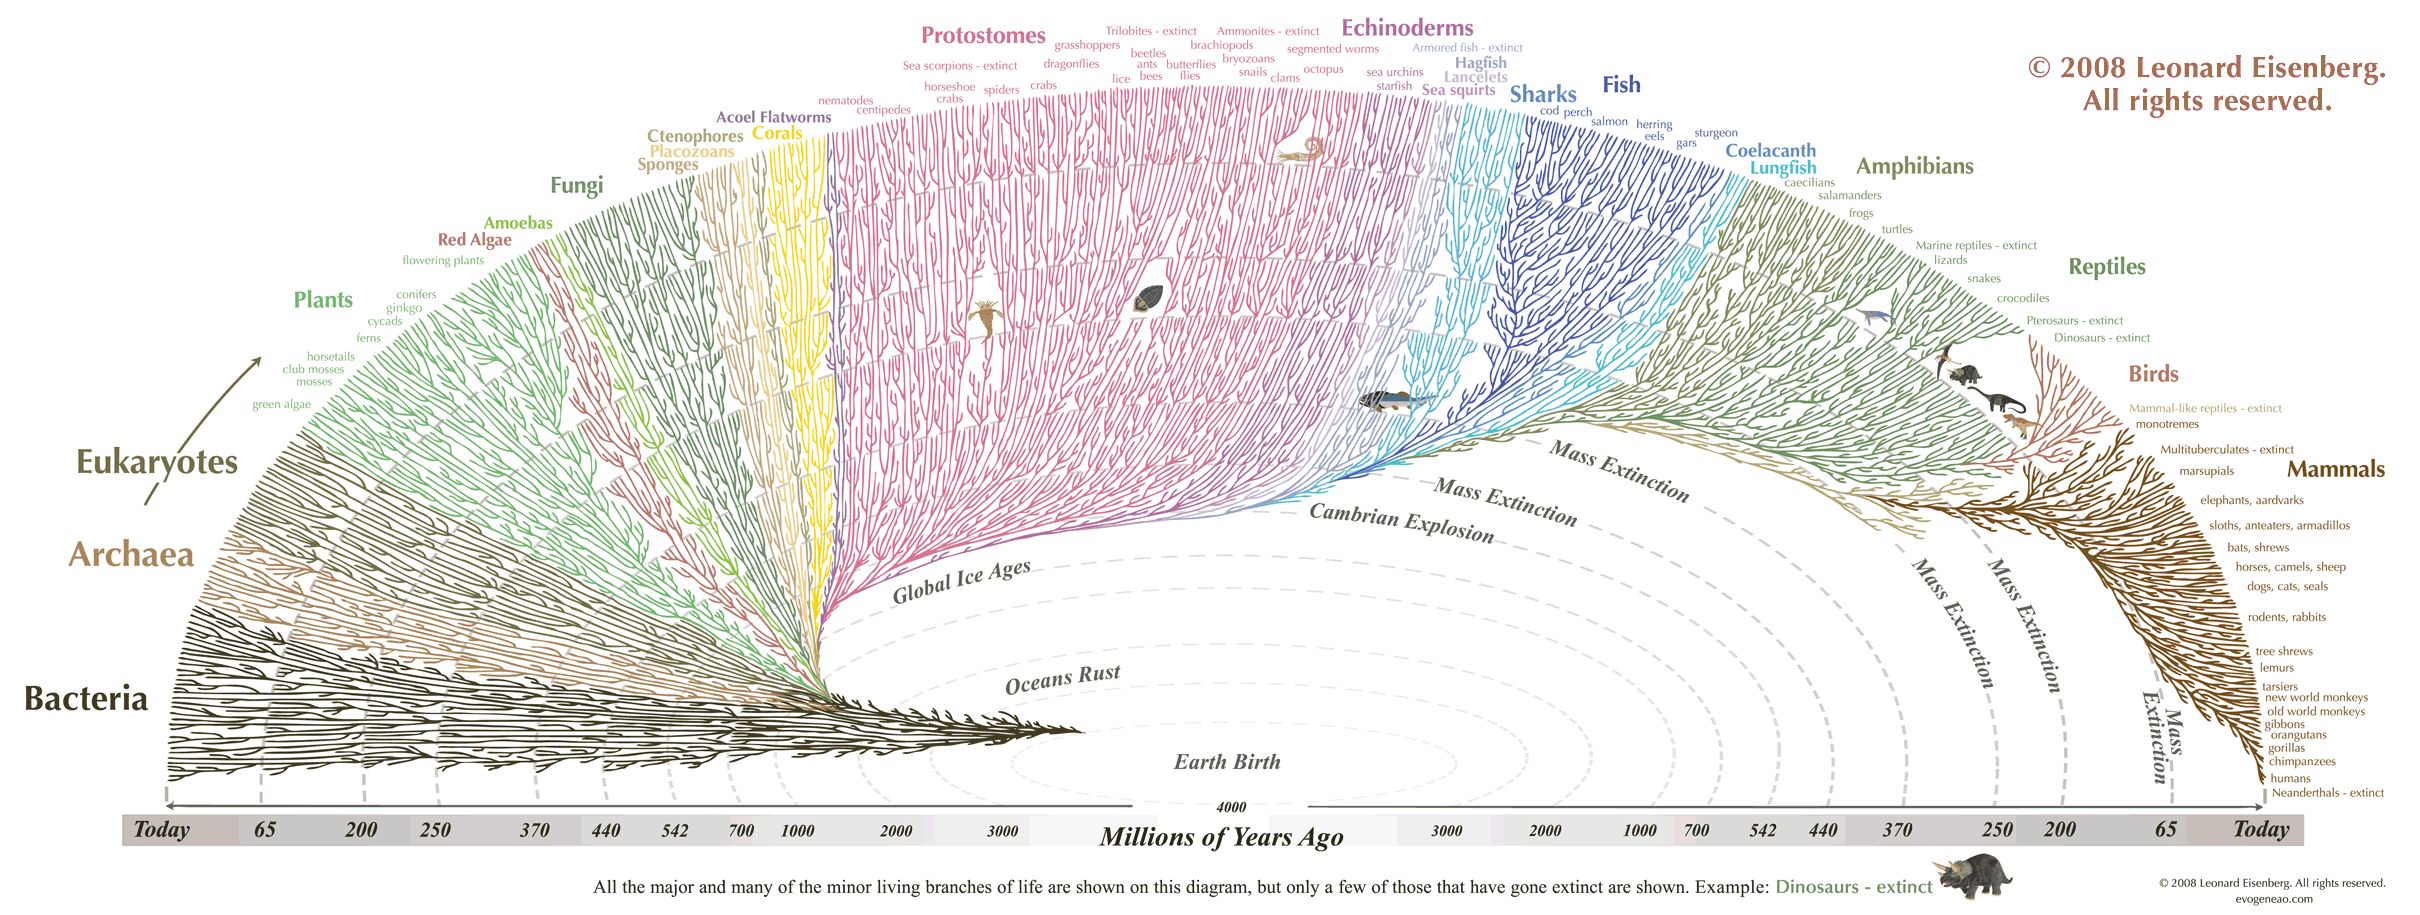 © 2008 Leonard Eisenberg.
All rights reserved.
Bacteria
Archaea
Eukaryotes
Plants
green algae
mosses
club mosses
horsetails
ferns
cycads
ginkgo
conifers
flowering plants
Red Algae
Amoebas
Fungi
Sponges
Placozoans
Ctenophores
Acoel Flatworms
Corals
Protostomes
nematodes
centipedes
Sea scorpions - extinct
horseshoe
crabs
spiders
crabs
dragonflies
grasshoppers
Trilobites - extinct
lice
beetles
ants
bees
butterflies
flies
brachiopods
bryozoans
Ammonites - extinct
snails
clams
octopus
segmented worms
Echinoderms
sea urchins
starfish
Armored fish - extinct
Hagfish
Lancelets
Sea squirts
Sharks
Fish
cod
perch
salmon
herring
eels
gars
sturgeon
Coelacanth
Lungfish
Amphibians
caecilians
salamanders
frogs
Reptiles
turtles
Marine reptiles - extinct
lizards
snakes
crocodiles
Pterosaurs - extinct
Dinosaurs - extinct
Birds
Mammal-like reptiles - extinct
monotremes
Multituberculates - extinct
Mammals
marsupials
elephants, aardvarks
sloths, anteaters, armadillos
bats, shrews
horses, camels, sheep
dogs, cats, seals
rodents, rabbits
tree shrews
lemurs
tarsiers
new world monkeys
old world monkeys
gibbons
orangutans
gorillas
chimpanzees
humans
Neanderthals - extinct
Mass Extinction
Mass Extinction
Cambrian Explosion
Global Ice Ages
Oceans Rust
Earth Birth
Mass Extinction
Mass Extinction
Mass
Extinction
4000
Today 65 200 250 370 440 542 700 1000 2000 3000 Millions of Years Ago 3000 2000 1000 700 542 440 370 250 200 65 Today
All the major and many of the minor living branches of life are shown on this diagram, but only a few of those that have gone extinct are shown. Example: Dinosaurs - extinct
© 2008 Leonard Eisenberg. All rights reserved.
evogeneao.com